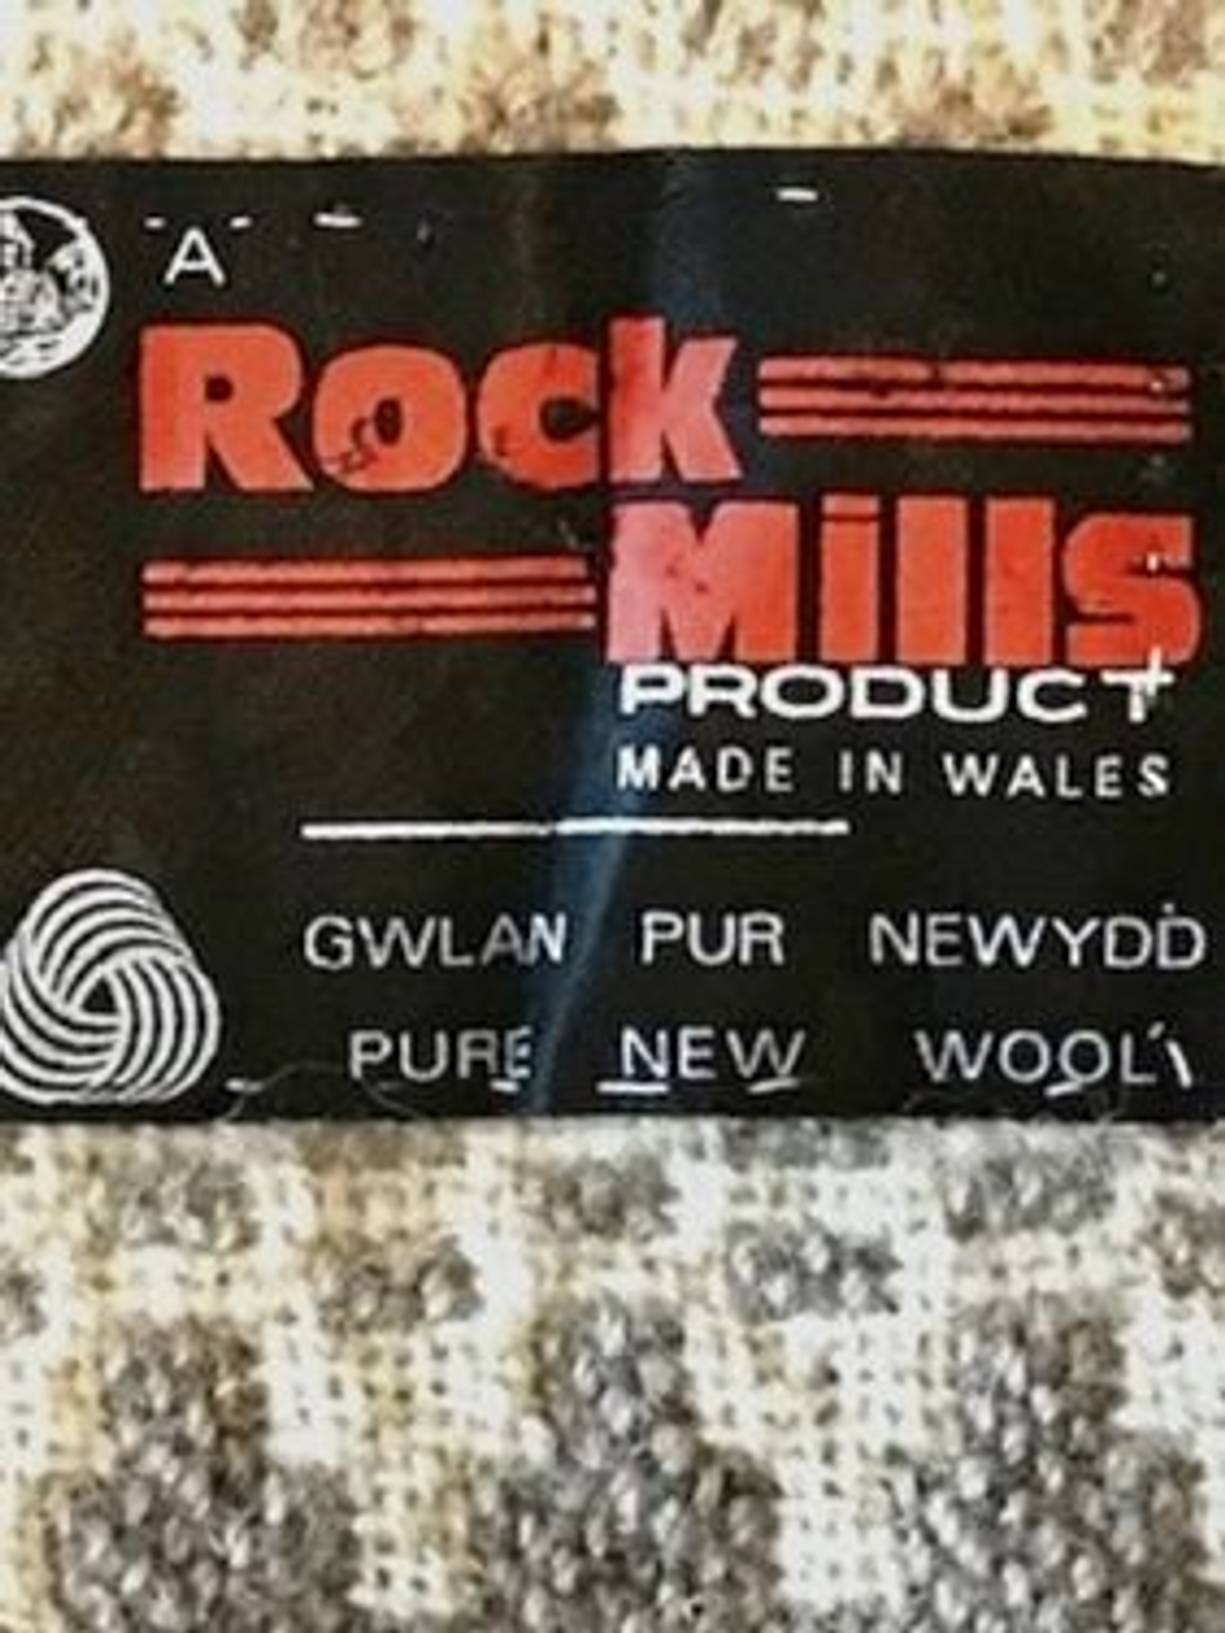 A
Rock
Mills
PRODUCT
MADE IN WALES
GWLAN PUR NEWYDD
PURE NEW WOOL